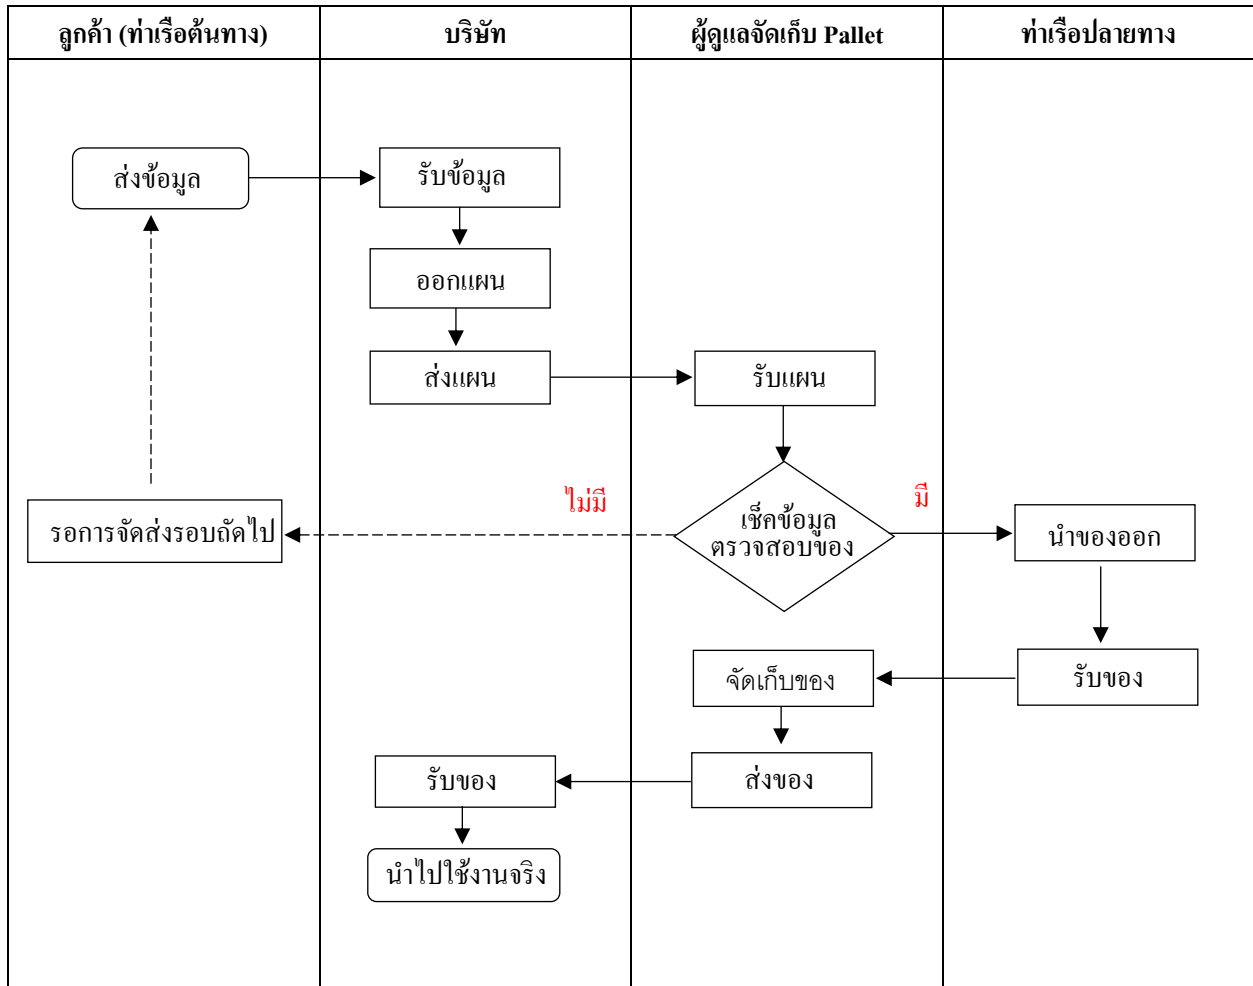 ลูกค้า (ท่าเรือต้นทาง)
บริษัท
ผู้ดูแลจัดเก็บ Pallet
ท่าเรือปลายทาง
ส่งข้อมูล
รับข้อมูล
ออกแผน
ส่งแผน
รับแผน
ไม่มี
มี
รอการจัดส่งรอบถัดไป
เช็คข้อมูล
ตรวจสอบของ
นำของออก
จัดเก็บของ
รับของ
รับของ
ส่งของ
นำไปใช้งานจริง